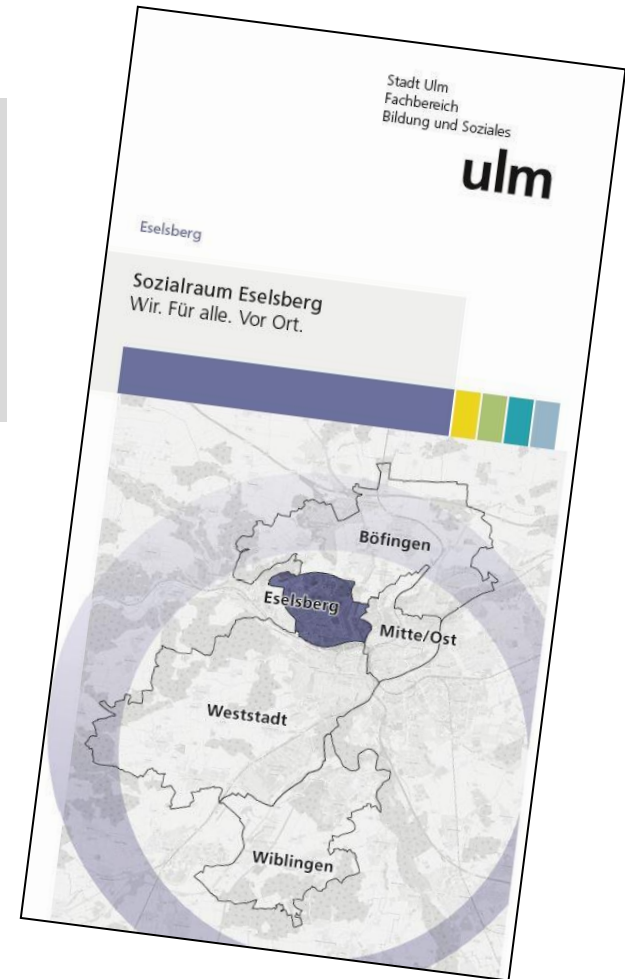 Stadt Ulm
Fachbereich
Bildung und Soziales
ulm
Eselsberg
Sozialraum Eselsberg
Wir. Für alle. Vor Ort.
Böfingen
Eselsberg
Mitte/Ost
Weststadt
Wiblingen